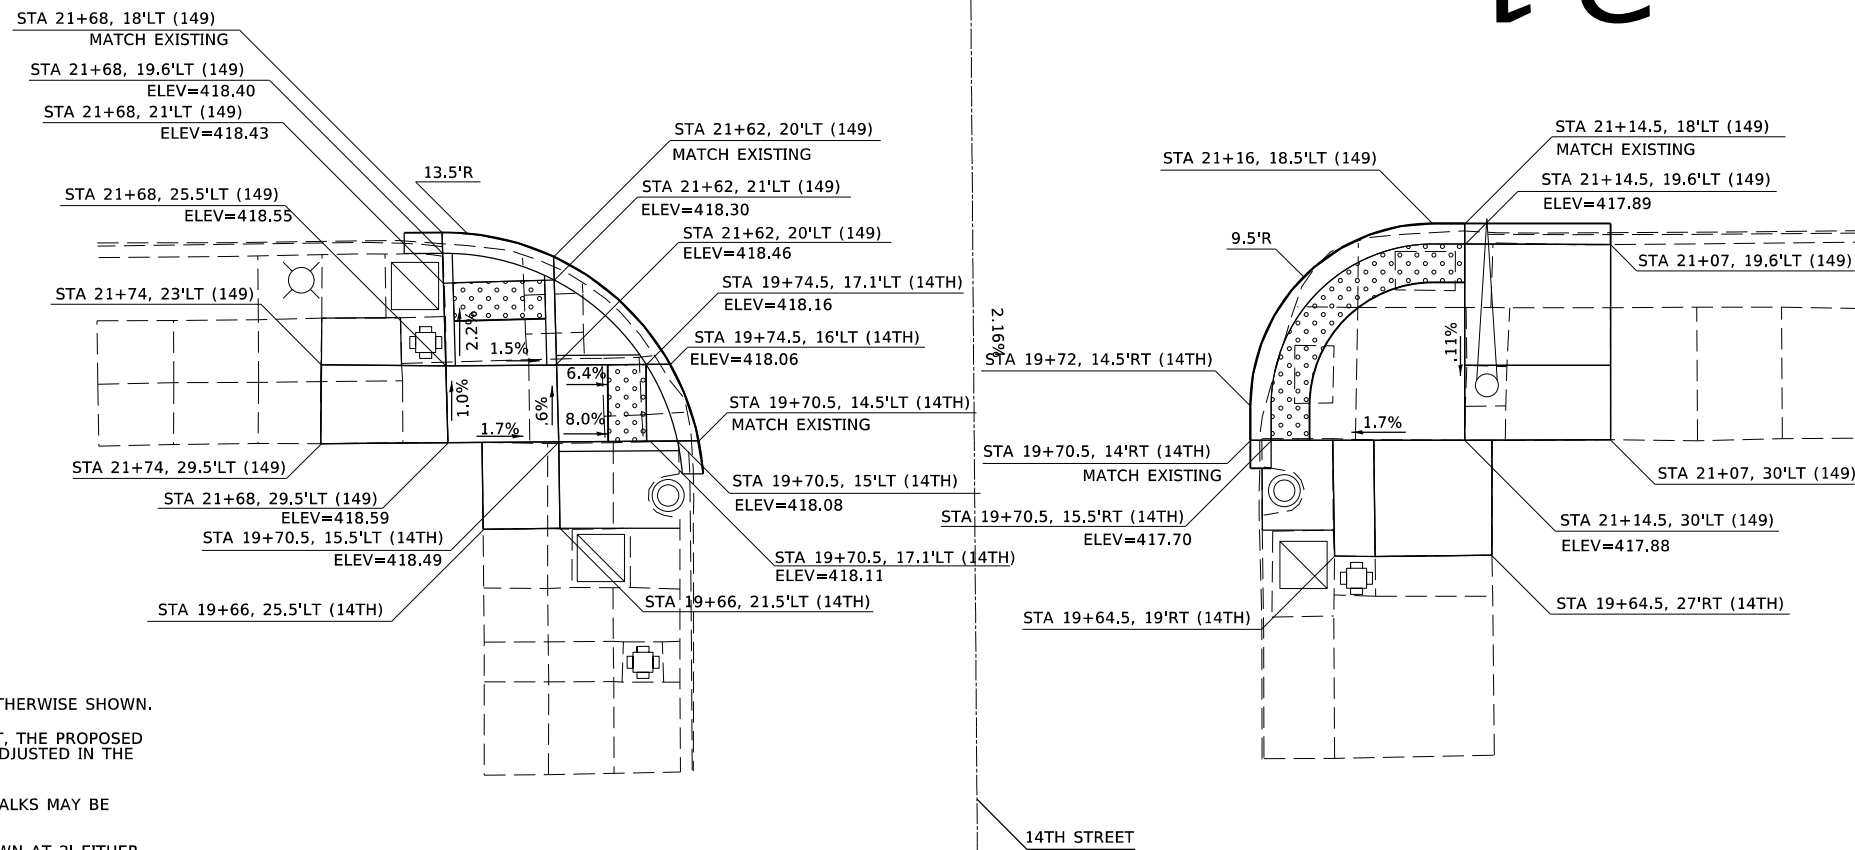 STA 21+68, 18'LT (149)
MATCH EXISTING
STA 21+68, 19.6'LT (149)
ELEV=418.40
STA 21+68, 21'LT (149)
ELEV=418.43
13.5'R
STA 21+68, 25.5'LT (149)
ELEV=418.55
STA 21+74, 23'LT (149)
STA 21+74, 29.5'LT (149)
STA 21+68, 29.5'LT (149)
ELEV=418.59
STA 19+70.5, 15.5'LT (14TH)
ELEV=418.49
STA 19+66, 25.5'LT (14TH)
2.2%
1.5%
1.0%
.6%
6.4%
8.0%
1.7%
STA 21+62, 20'LT (149)
MATCH EXISTING
STA 21+62, 21'LT (149)
ELEV=418.30
STA 21+62, 20'LT (149)
ELEV=418.46
STA 19+74.5, 17.1'LT (14TH)
ELEV=418.16
STA 19+74.5, 16'LT (14TH)
ELEV=418.06
STA 19+70.5, 14.5'LT (14TH)
MATCH EXISTING
STA 19+70.5, 15'LT (14TH)
ELEV=418.08
STA 19+70.5, 17.1'LT (14TH)
ELEV=418.11
STA 19+66, 21.5'LT (14TH)
2.16%
14TH STREET
STA 21+16, 18.5'LT (149)
9.5'R
STA 19+72, 14.5'RT (14TH)
STA 19+70.5, 14'RT (14TH)
MATCH EXISTING
STA 19+70.5, 15.5'RT (14TH)
ELEV=417.70
STA 19+64.5, 19'RT (14TH)
.11%
1.7%
STA 21+14.5, 18'LT (149)
MATCH EXISTING
STA 21+14.5, 19.6'LT (149)
ELEV=417.89
STA 21+07, 19.6'LT (149)
STA 21+07, 30'LT (149)
STA 21+14.5, 30'LT (149)
ELEV=417.88
STA 19+64.5, 27'RT (14TH)
THERWISE SHOWN.
, THE PROPOSED
DJUSTED IN THE
ALKS MAY BE